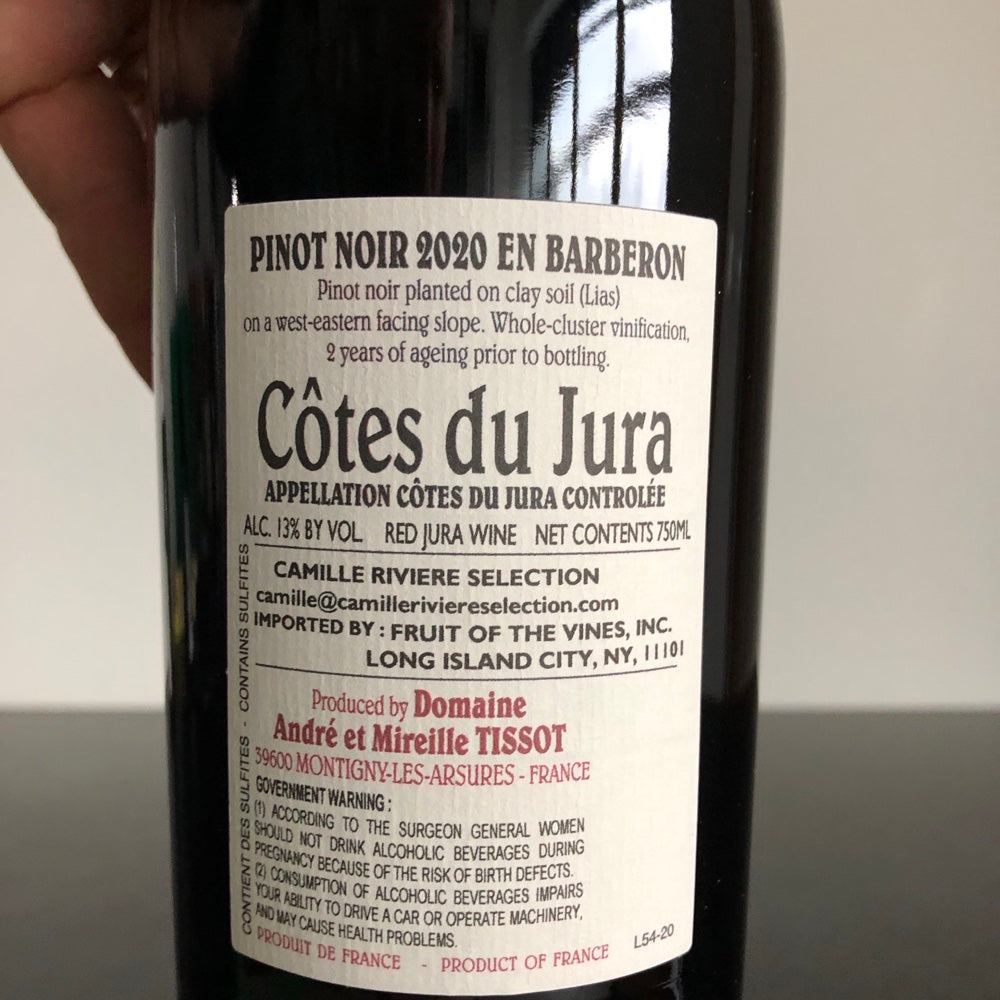 PINOT NOIR 2020 EN BARBERON
Pinot noir planted on clay soil (Lias)
on a west-eastern facing slope. Whole-cluster vinification,
2 years of ageing prior to bottling.
Côtes du Jura
APPELLATION CÔTES DU JURA CONTROLÉE
ALC. 13% BY VOL. RED JURA WINE NET CONTENTS 750ML
CAMILLE RIVIERE SELECTION
camille@camilleriviereselection.com
IMPORTED BY : FRUIT OF THE VINES, INC.
LONG ISLAND CITY, NY, 11101
Produced by Domaine
André et Mireille TISSOT
39600 MONTIGNY-LES-ARSURES - FRANCE
GOVERNMENT WARNING :
(1) ACCORDING TO THE SURGEON GENERAL WOMEN
SHOULD NOT DRINK ALCOHOLIC BEVERAGES DURING
PREGNANCY BECAUSE OF THE RISK OF BIRTH DEFECTS.
(2) CONSUMPTION OF ALCOHOLIC BEVERAGES IMPAIRS
YOUR ABILITY TO DRIVE A CAR OR OPERATE MACHINERY,
AND MAY CAUSE HEALTH PROBLEMS.
PRODUIT DE FRANCE - PRODUCT OF FRANCE
L54-20
CONTIENT DES SULFITES - CONTAINS SULFITES